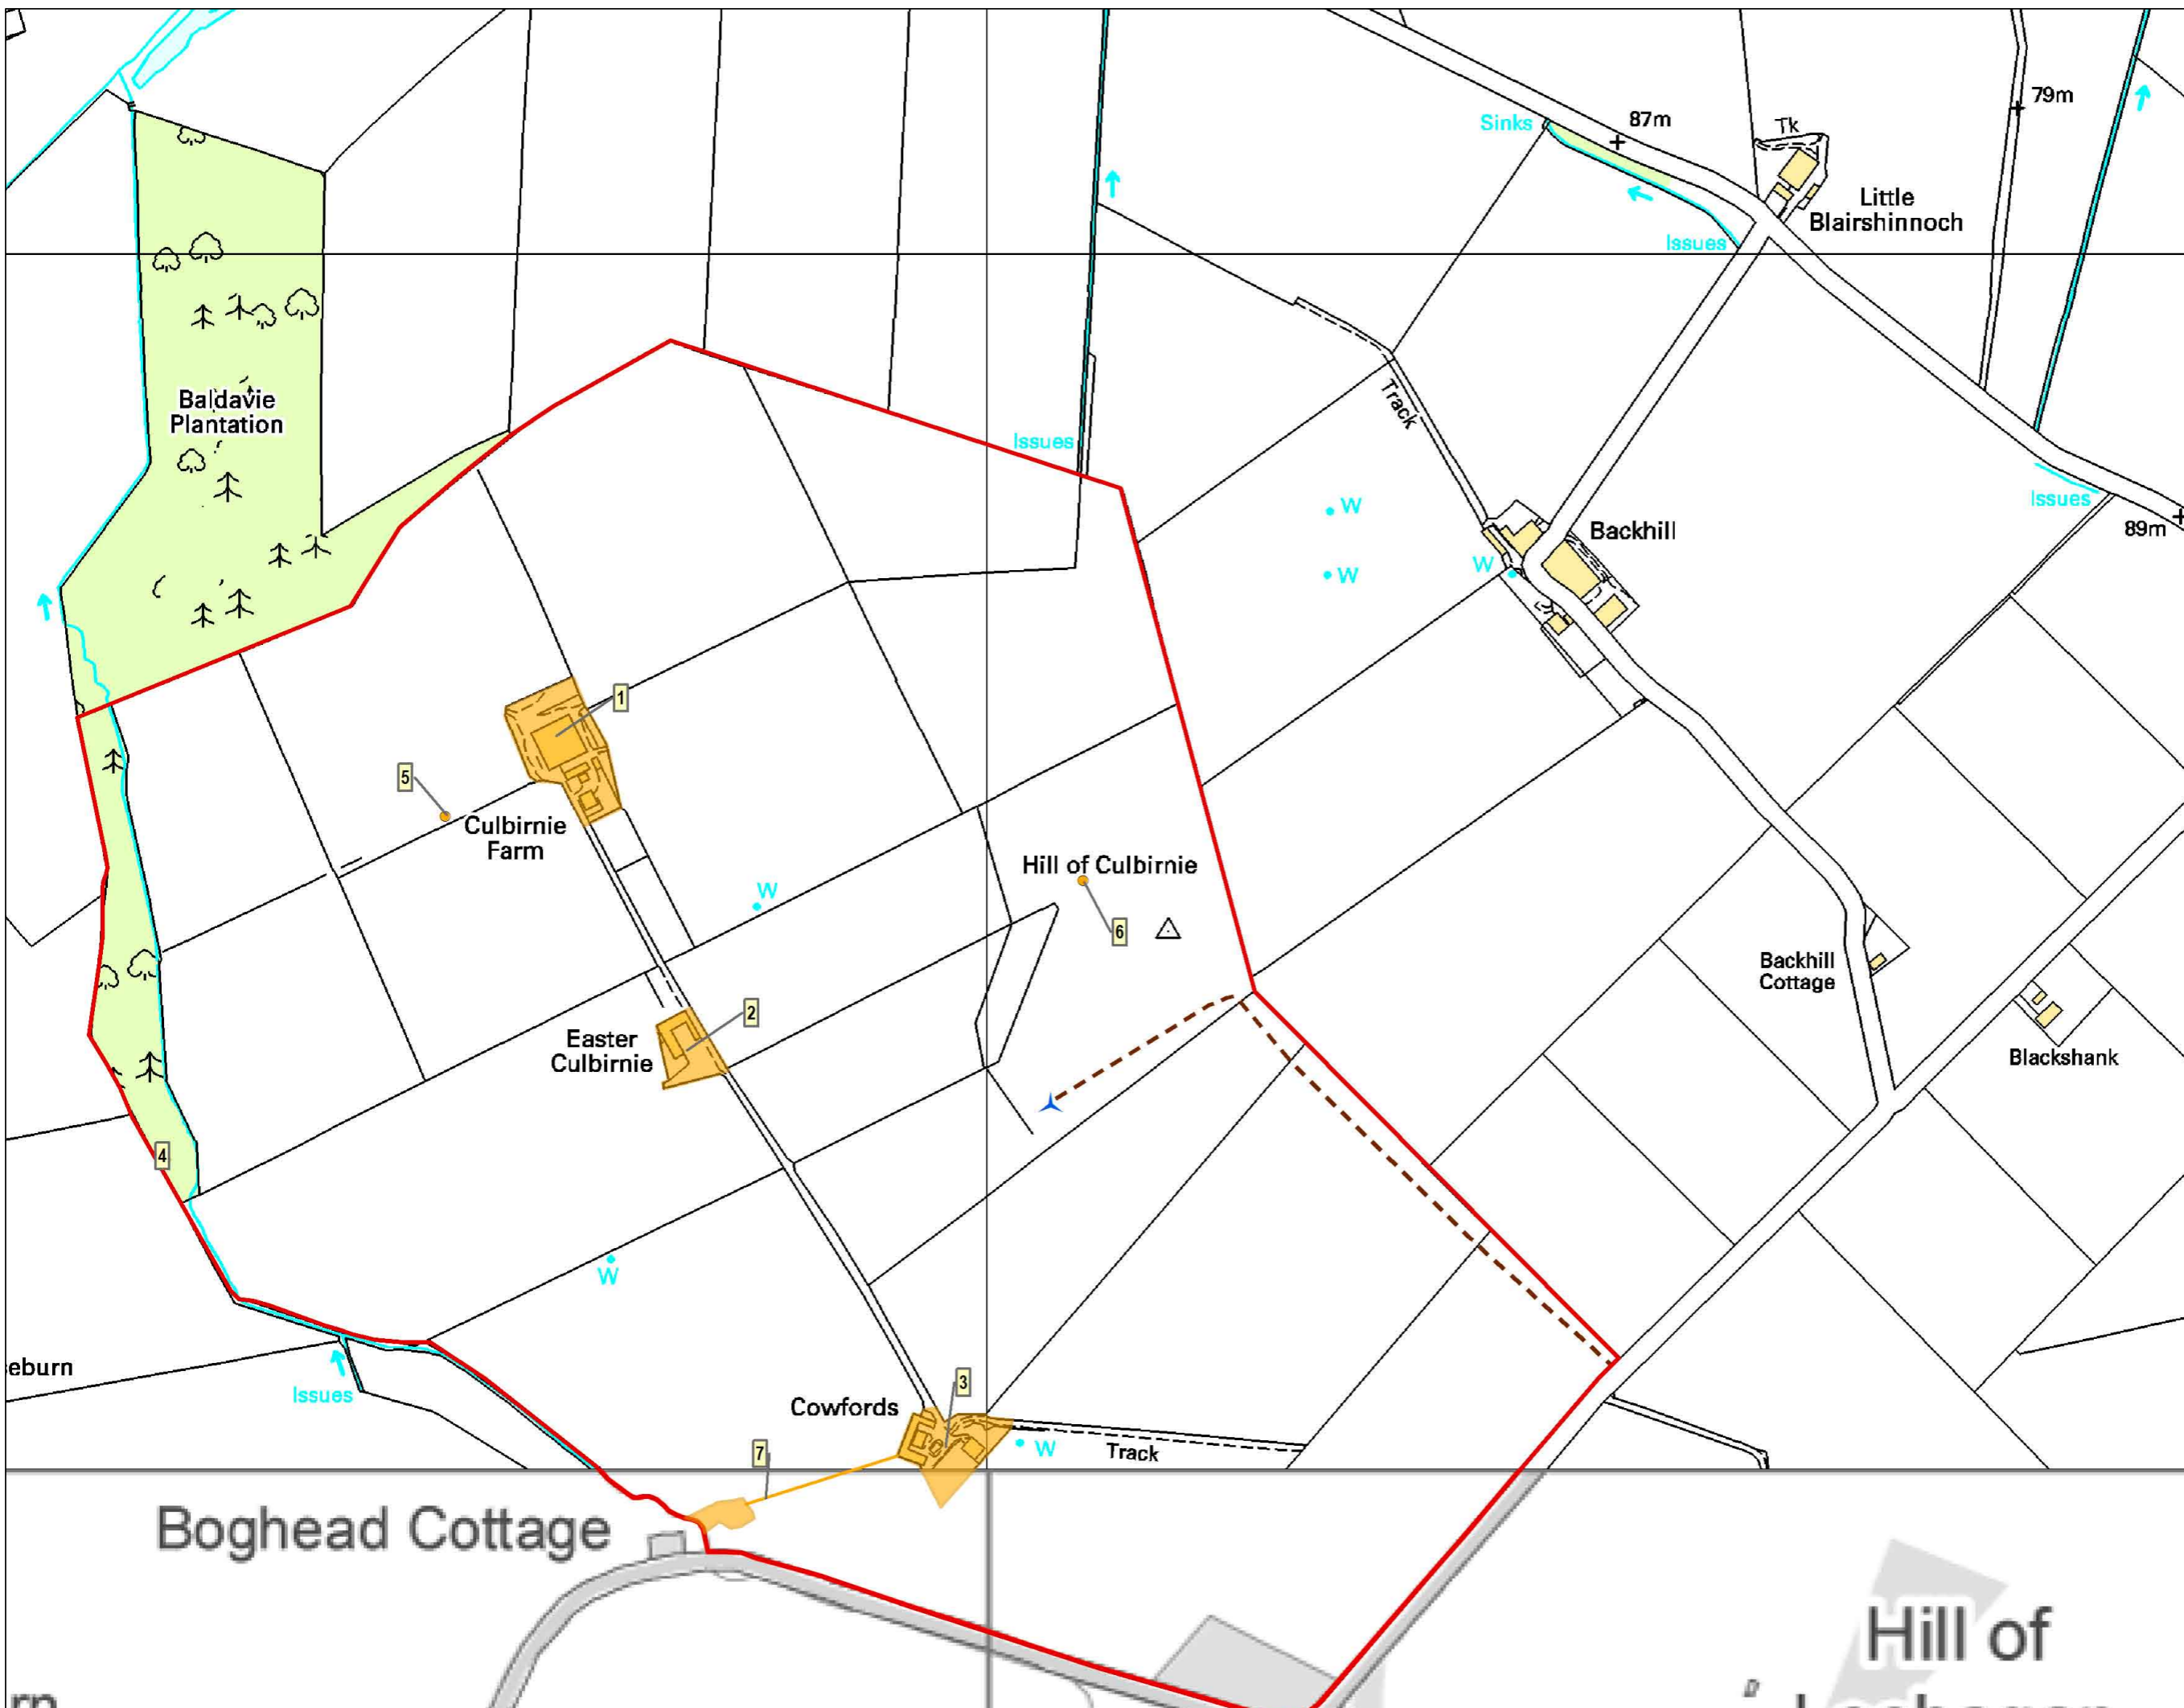 79m
87m
Sinks
Tk
Little
Blairshinnoch
Issues
Baldavie
Plantation
Track
Issues
Issues
89m
W
W
W
Backhill
1
5
Culbirnie
Farm
W
Hill of Culbirnie
6
Backhill
Cottage
2
Easter
Culbirnie
Blackshank
4
W
eburn
Issues
3
Cowfords
W
Track
7
Boghead Cottage
Hill of